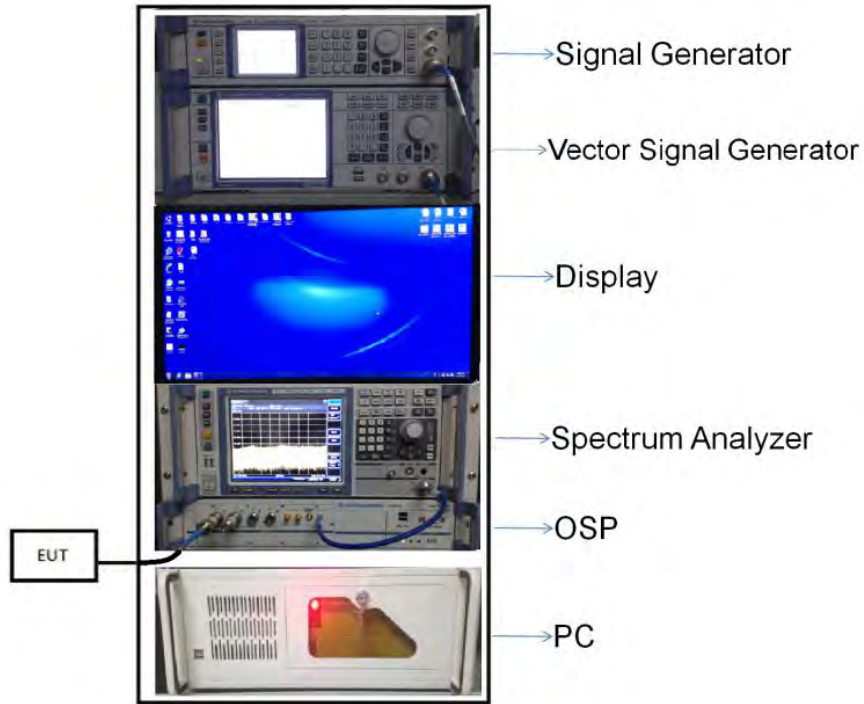 Signal Generator
Vector Signal Generator
Display
Spectrum Analyzer
OSP
EUT
PC